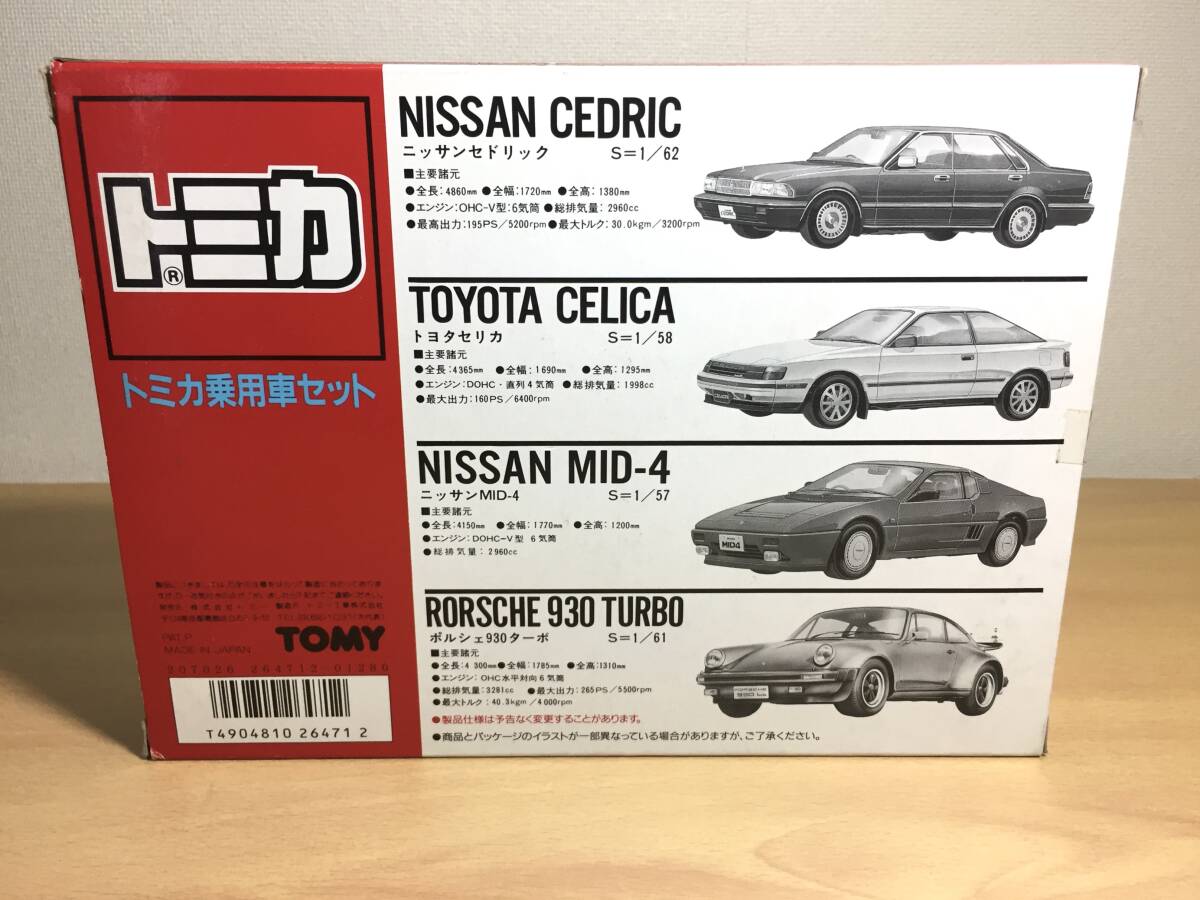 トミカ
®
トミカ乗用車セット
PAT.P
MADE IN JAPAN
TOMY
207026 264712 01280
T4904810 26471 2
NISSAN CEDRIC
ニッサンセドリック S=1/62
■主要諸元
●全長:4860mm ●全幅:1720mm ●全高:1380mm
●エンジン:OHC-V型:6気筒 ●総排気量:2960cc
●最高出力:195PS/5200rpm ●最大トルク:30.0kgm/3200rpm
CEDRIC
TOYOTA CELICA
トヨタセリカ S=1/58
■主要諸元
●全長:4365mm ●全幅:1690mm ●全高:1295mm
●エンジン:DOHC・直列4気筒 ●総排気量:1998cc
●最大出力:160PS/6400rpm
CELICA
NISSAN MID-4
ニッサンMID-4 S=1/57
■主要諸元
●全長:4150mm ●全幅:1770mm ●全高:1200mm
●エンジン:DOHC-V型 6気筒
●総排気量:2960cc
MID4
RORSCHE 930 TURBO
ポルシェ930ターボ S=1/61
■主要諸元
●全長:4300mm ●全幅:1785mm ●全高:1310mm
●エンジン:OHC水平対向6気筒
●総排気量:3281cc ●最大出力:265PS/5500rpm
●最大トルク:40.3kgm/4000rpm
●製品仕様は予告なく変更することがあります。
●商品とパッケージのイラストが一部異なっている場合がありますが、ご了承ください。